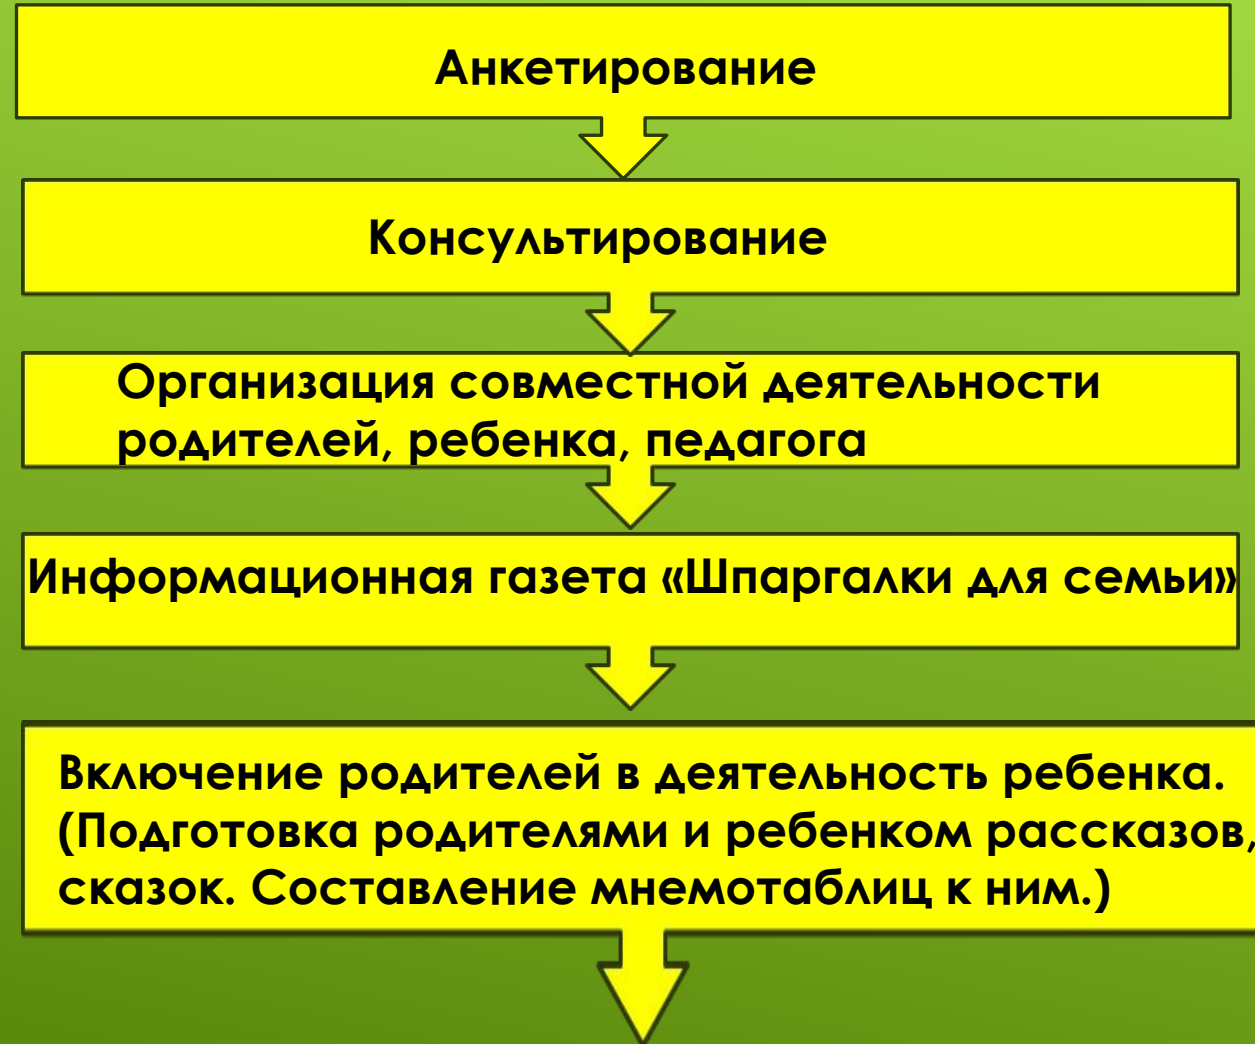 Анкетирование
Консультирование
Организация совместной деятельности
родителей, ребенка, педагога
Информационная газета «Шпаргалки для семьи»
Включение родителей в деятельность ребенка.
(Подготовка родителями и ребенком рассказов,
сказок. Составление мнемотаблиц к ним.)